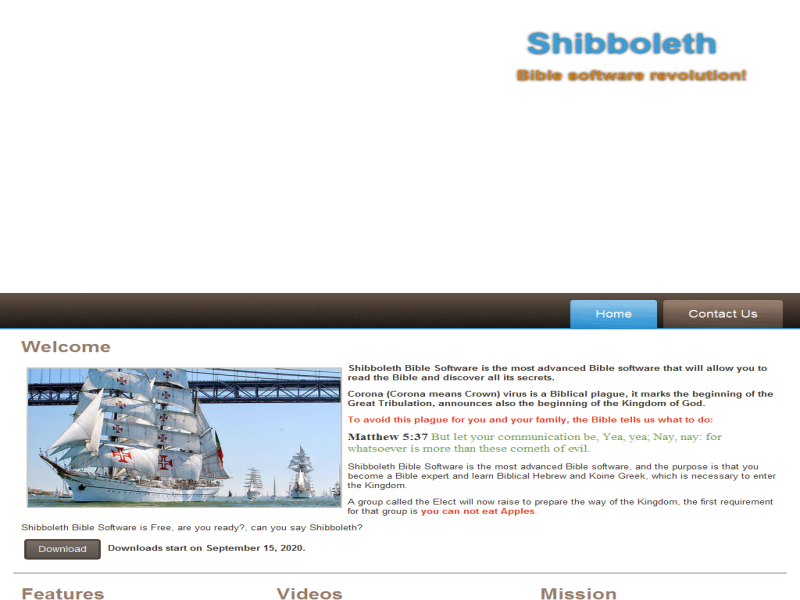 Shibboleth
Bible software revolution!
Home
Contact Us
Welcome
Shibboleth Bible Software is the most advanced Bible software that will allow you to
read the Bible and discover all its secrets.
Corona (Corona means Crown) virus is a Biblical plague, it marks the beginning of the
Great Tribulation, announces also the beginning of the Kingdom of God.
To avoid this plague for you and your family, the Bible tells us what to do:
Matthew 5:37 But let your communication be, Yea, yea; Nay, nay: for
whatsoever is more than these cometh of evil.
Shibboleth Bible Software is the most advanced Bible software, and the purpose is that you
become a Bible expert and learn Biblical Hebrew and Koine Greek, which is necessary to enter
the Kingdom.
A group called the Elect will now raise to prepare the way of the Kingdom, the first requirement
for that group is you can not eat Apples.
Shibboleth Bible Software is Free, are you ready?, can you say Shibboleth?
Download
Downloads start on September 15, 2020.
Features
Videos
Mission